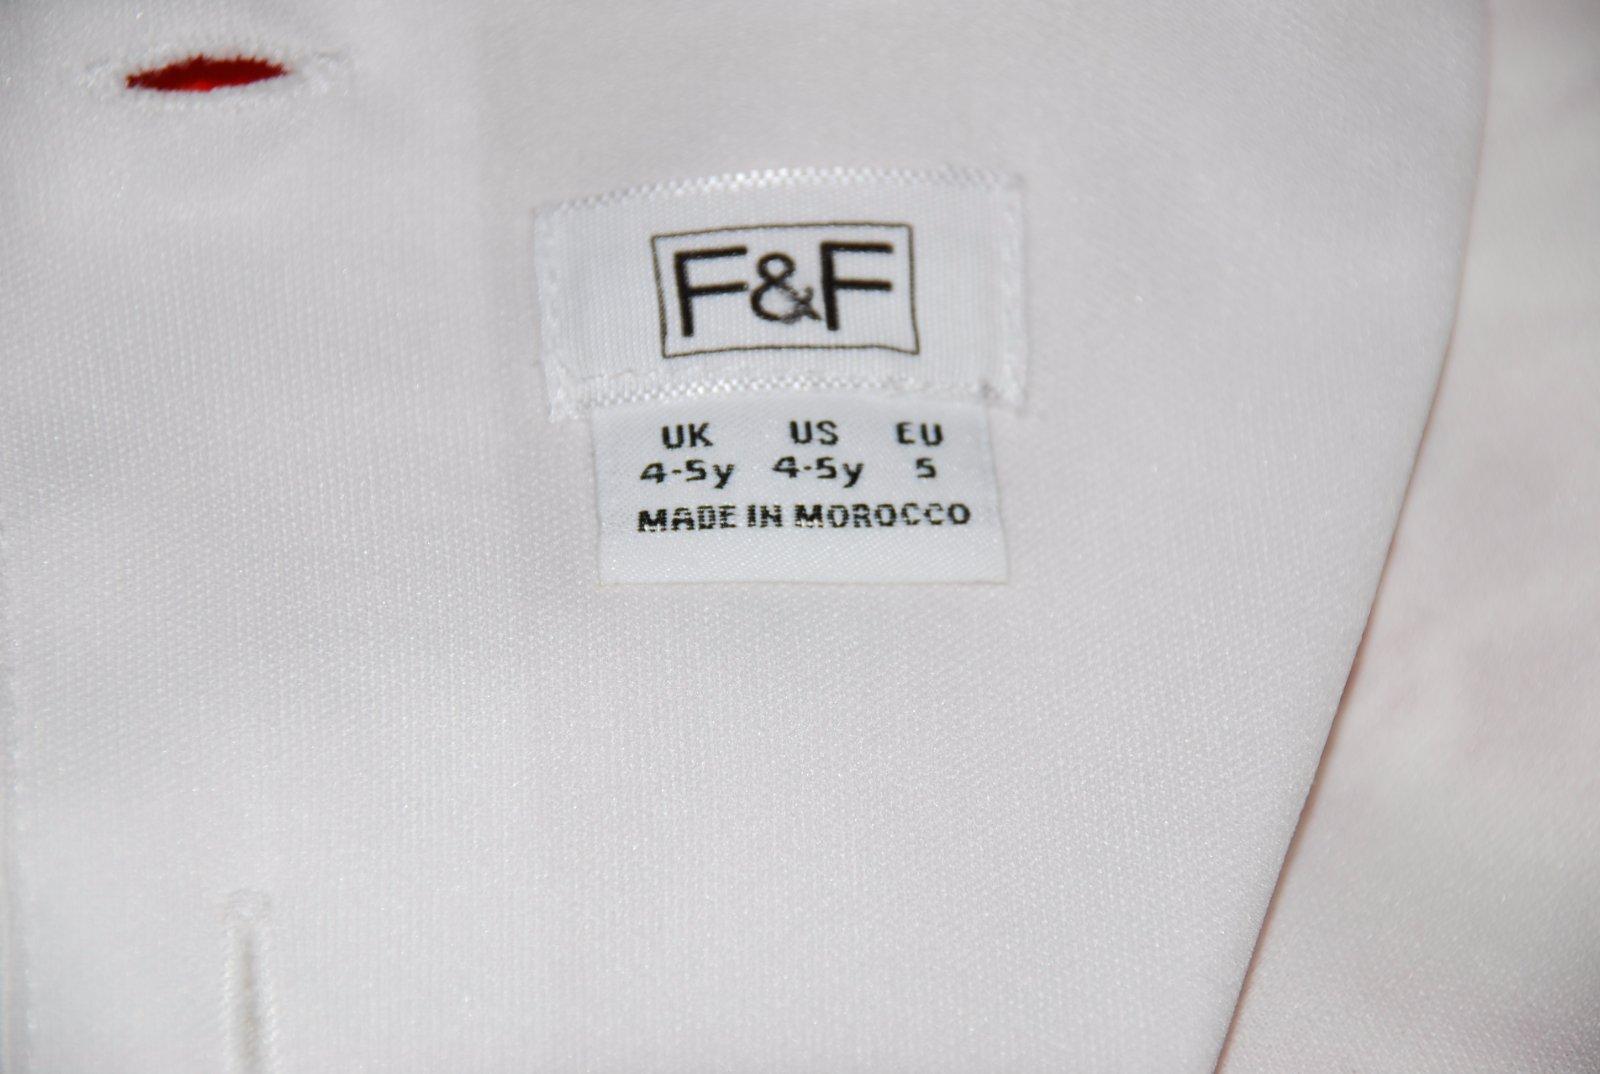 F&F
UK US EU
4-5y 4-5y 5
MADE IN MOROCCO